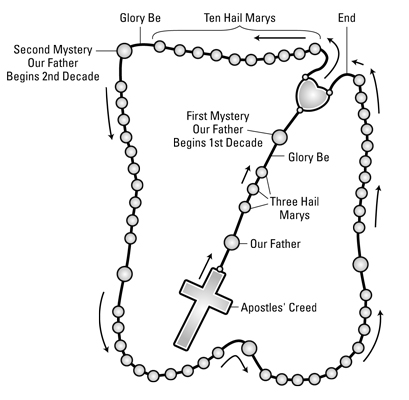 Glory Be
Ten Hail Marys
End
Second Mystery
Our Father
Begins 2nd Decade
First Mystery
Our Father
Begins 1st Decade
Glory Be
Three Hail
Marys
Our Father
Apostles' Creed